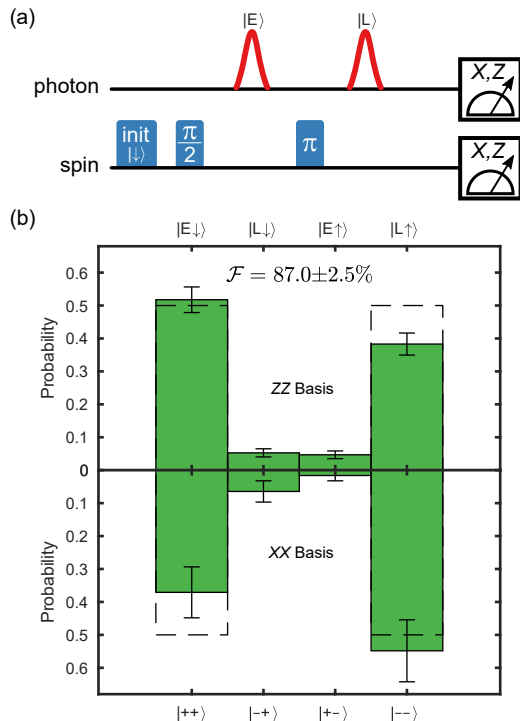 (a)
|E⟩ |L⟩
photon X,Z
init |↓⟩ π/2 π
spin X,Z
(b)
|E↓⟩ |L↓⟩ |E↑⟩ |L↑⟩
ℱ = 87.0±2.5%
0.6
0.5
0.4
0.3
0.2
0.1
0
0.1
0.2
0.3
0.4
0.5
0.6
Probability
Probability
ZZ Basis
XX Basis
|++⟩ |−+⟩ |+−⟩ |−−⟩